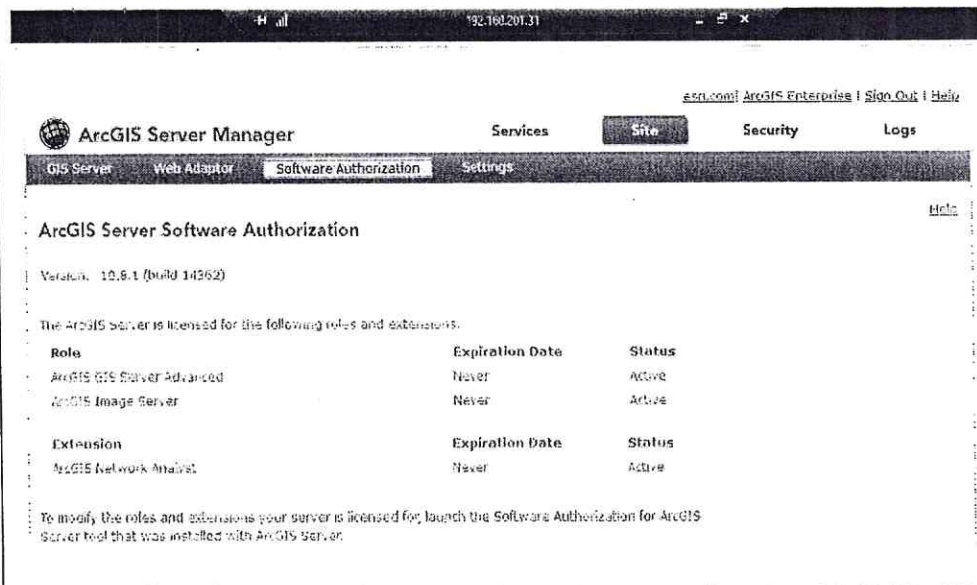 192.168.201.31
esri.com | ArcGIS Enterprise | Sign Out | Help
ArcGIS Server Manager
Services Site Security Logs
GIS Server Web Adaptor Software Authorization Settings
Help
ArcGIS Server Software Authorization
Version: 10.8.1 (build 14362)
The ArcGIS Server is licensed for the following roles and extensions.
Role Expiration Date Status
ArcGIS GIS Server Advanced Never Active
ArcGIS Image Server Never Active
Extension Expiration Date Status
ArcGIS Network Analyst Never Active
To modify the roles and extensions your server is licensed for, launch the Software Authorization for ArcGIS
Server tool that was installed with ArcGIS Server.